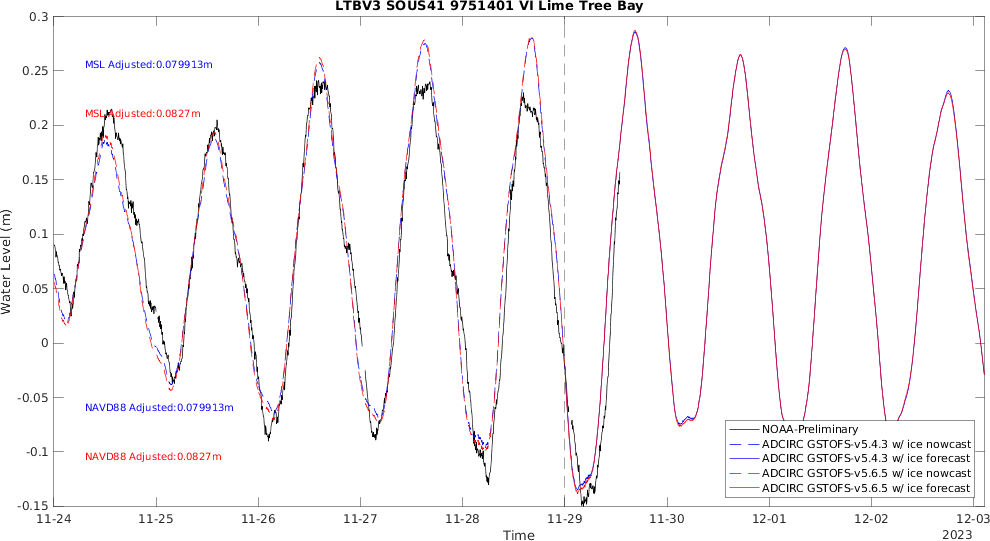 LTBV3 SOUS41 9751401 VI Lime Tree Bay
Water Level (m)
0.3
0.25
0.2
0.15
0.1
0.05
0
-0.05
-0.1
-0.15
MSL Adjusted:0.079913m
MSL Adjusted:0.0827m
NAVD88 Adjusted:0.079913m
NAVD88 Adjusted:0.0827m
NOAA-Preliminary
ADCIRC GSTOFS-v5.4.3 w/ ice nowcast
ADCIRC GSTOFS-v5.4.3 w/ ice forecast
ADCIRC GSTOFS-v5.6.5 w/ ice nowcast
ADCIRC GSTOFS-v5.6.5 w/ ice forecast
11-24 11-25 11-26 11-27 11-28 11-29 11-30 12-01 12-02 12-03
Time
2023